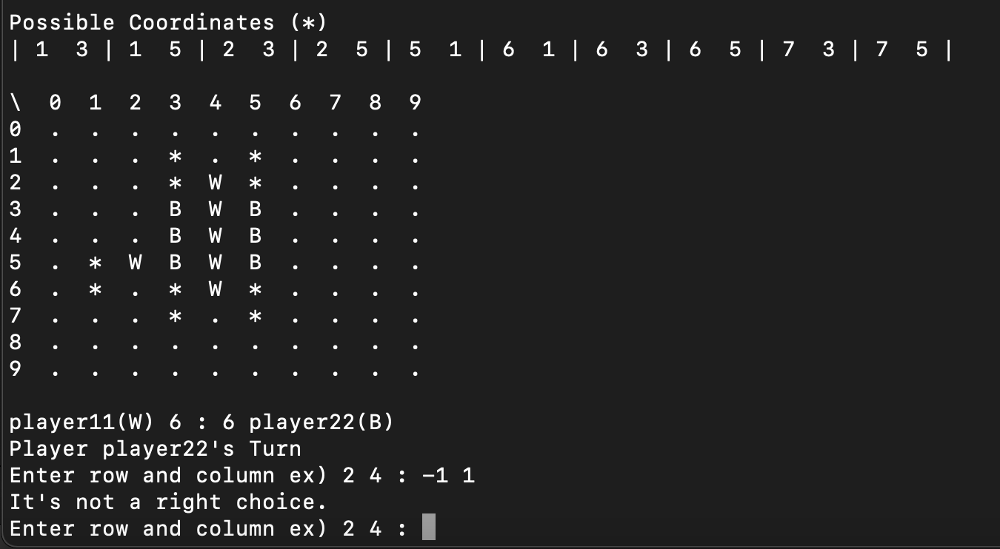 Possible Coordinates (*)
| 1  3 | 1  5 | 2  3 | 2  5 | 5  1 | 6  1 | 6  3 | 6  5 | 7  3 | 7  5 |
\  0  1  2  3  4  5  6  7  8  9
0  .  .  .  .  .  .  .  .  .  .
1  .  .  .  *  .  *  .  .  .  .
2  .  .  .  *  W  *  .  .  .  .
3  .  .  .  B  W  B  .  .  .  .
4  .  .  .  B  W  B  .  .  .  .
5  .  *  W  B  W  B  .  .  .  .
6  .  *  .  *  W  *  .  .  .  .
7  .  .  .  *  .  *  .  .  .  .
8  .  .  .  .  .  .  .  .  .  .
9  .  .  .  .  .  .  .  .  .  .
player11(W) 6 : 6 player22(B)
Player player22's Turn
Enter row and column ex) 2 4 : -1 1
It's not a right choice.
Enter row and column ex) 2 4 :